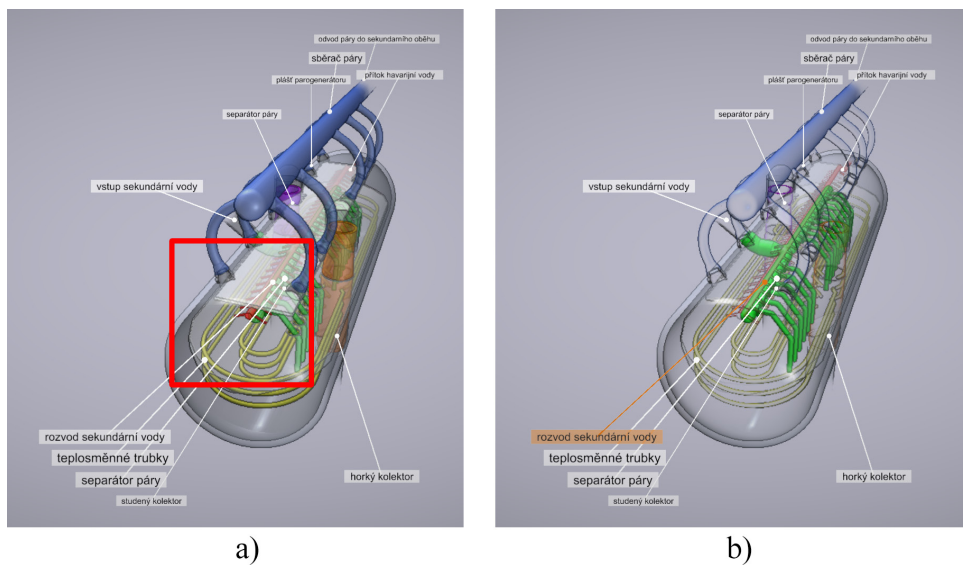 odvod páry do sekundárního oběhu
sběrač páry
plášť parogenerátoru
přítok havarijní vody
separátor páry
vstup sekundární vody
rozvod sekundární vody
teplosměnné trubky
separátor páry
studený kolektor
horký kolektor
a)
odvod páry do sekundárního oběhu
sběrač páry
plášť parogenerátoru
přítok havarijní vody
separátor páry
vstup sekundární vody
rozvod sekundární vody
teplosměnné trubky
separátor páry
studený kolektor
horký kolektor
b)